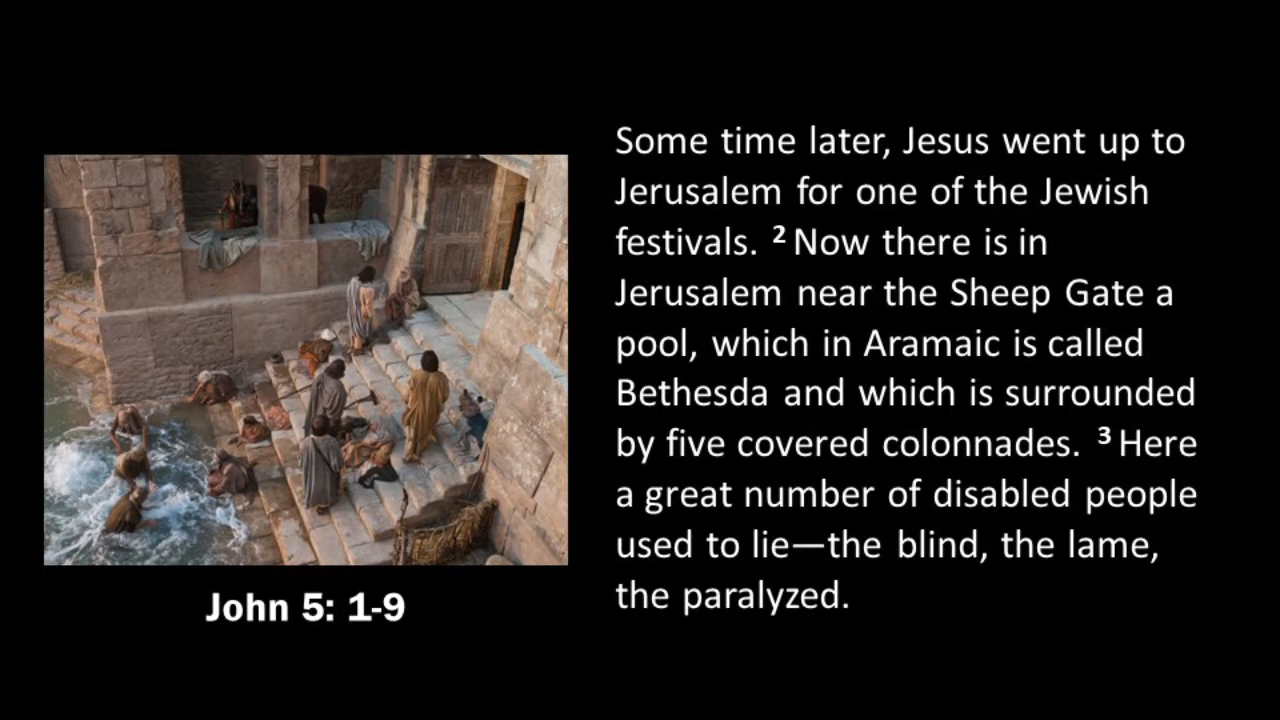 Some time later, Jesus went up to
Jerusalem for one of the Jewish
festivals. ² Now there is in
Jerusalem near the Sheep Gate a
pool, which in Aramaic is called
Bethesda and which is surrounded
by five covered colonnades. ³ Here
a great number of disabled people
used to lie—the blind, the lame,
the paralyzed.
John 5: 1-9